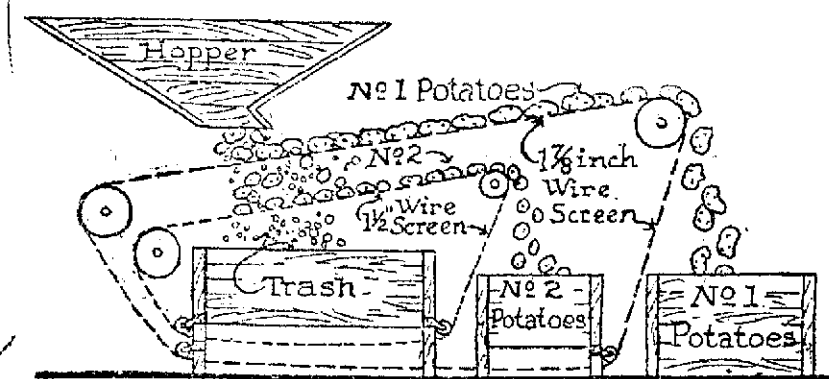 Hopper
Nº 1 Potatoes
Nº 2
1⅞ inch
Wire
Screen
1½" Wire
Screen
Trash
Nº 2
Potatoes
Nº 1
Potatoes